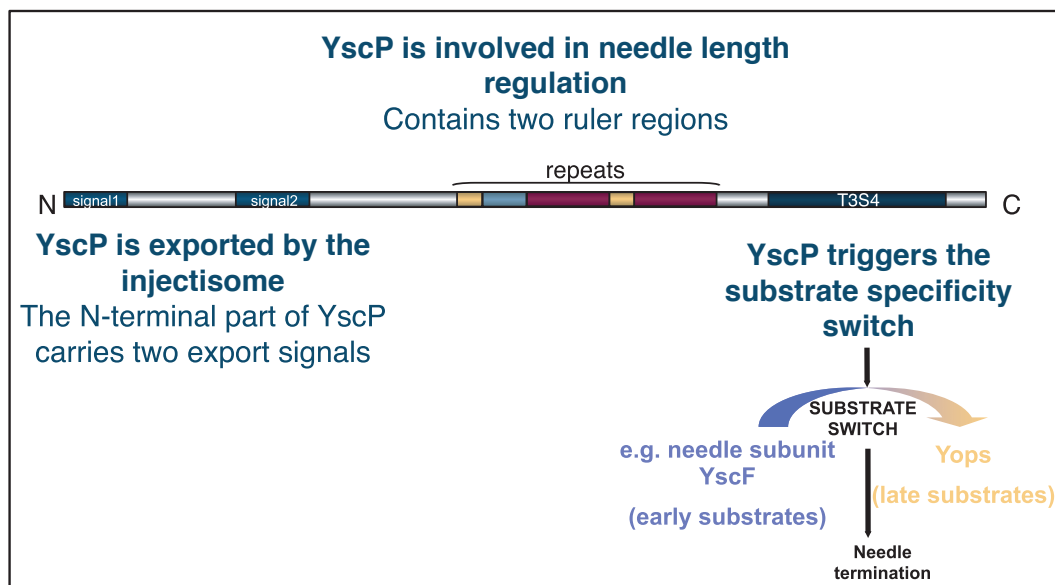 YscP is involved in needle length
regulation
Contains two ruler regions
repeats
N
signal1
signal2
T3S4
C
YscP is exported by the
injectisome
The N-terminal part of YscP
carries two export signals
YscP triggers the
substrate specificity
switch
SUBSTRATE
SWITCH
e.g. needle subunit
YscF
(early substrates)
Yops
(late substrates)
Needle
termination